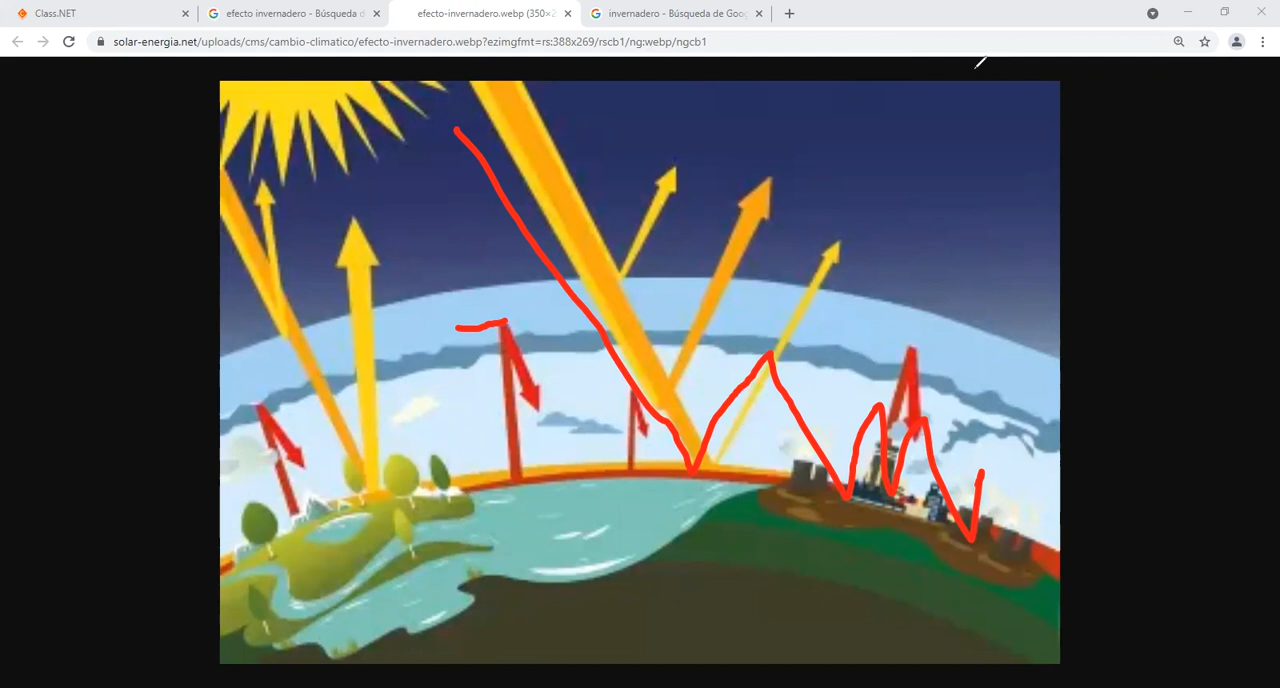 Class.NET
efecto invernadero - Búsqueda d
efecto-invernadero.webp (350×2
invernadero - Búsqueda de Goog
solar-energia.net/uploads/cms/cambio-climatico/efecto-invernadero.webp?ezimgfmt=rs:388x269/rscb1/ng:webp/ngcb1